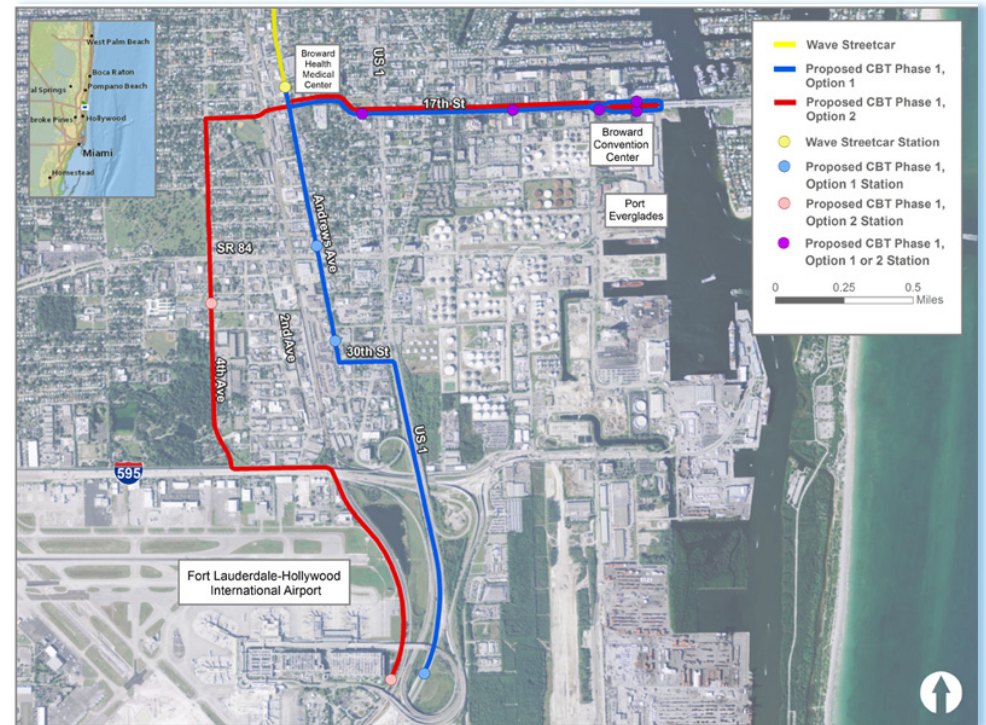 West Palm Beach
Boca Raton
al Springs
Pompano Beach
broke Pines
Hollywood
Miami
Homestead
Broward
Health
Medical
Center
US 1
17th St
Broward
Convention
Center
Port
Everglades
Andrews Ave
SR 84
2nd Ave
30th St
4th Ave
US 1
595
Fort Lauderdale-Hollywood
International Airport
Wave Streetcar
Proposed CBT Phase 1,
Option 1
Proposed CBT Phase 1,
Option 2
Wave Streetcar Station
Proposed CBT Phase 1,
Option 1 Station
Proposed CBT Phase 1,
Option 2 Station
Proposed CBT Phase 1,
Option 1 or 2 Station
0 0.25 0.5
Miles